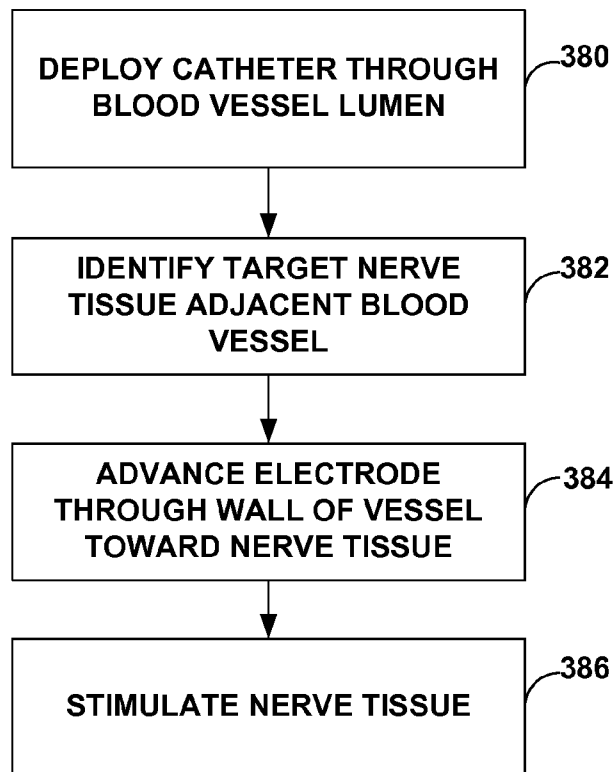 DEPLOY CATHETER THROUGH
BLOOD VESSEL LUMEN
380
IDENTIFY TARGET NERVE
TISSUE ADJACENT BLOOD
VESSEL
382
ADVANCE ELECTRODE
THROUGH WALL OF VESSEL
TOWARD NERVE TISSUE
384
STIMULATE NERVE TISSUE
386